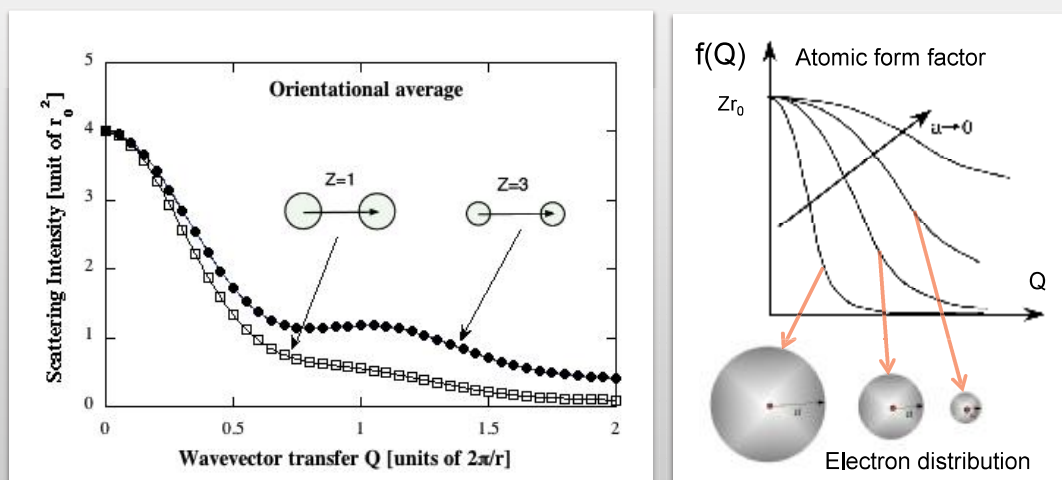 5
4
3
2
1
0
Scattering Intensity [unit of r₀²]
Orientational average
Z=1
Z=3
0
0.5
1
1.5
2
Wavevector transfer Q [units of 2π/r]
f(Q)
Atomic form factor
Zr₀
a→0
Q
a
a
Electron distribution